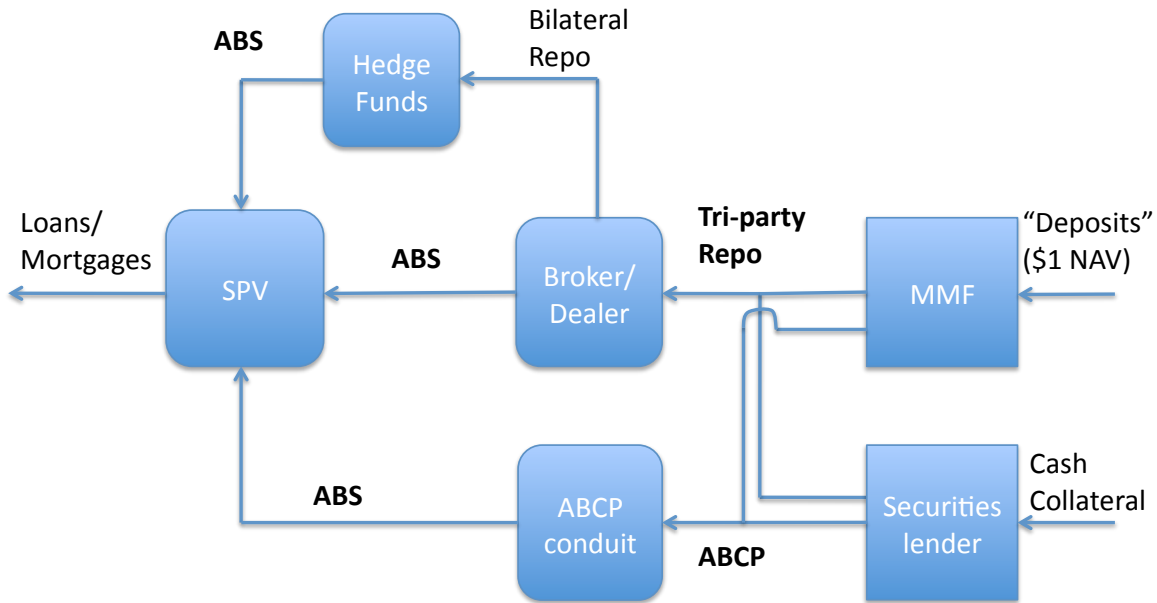 ABS
Hedge
Funds
Bilateral
Repo
Loans/
Mortgages
SPV
ABS
Broker/
Dealer
Tri-party
Repo
MMF
“Deposits”
($1 NAV)
ABS
ABCP
conduit
ABCP
Securities
lender
Cash
Collateral